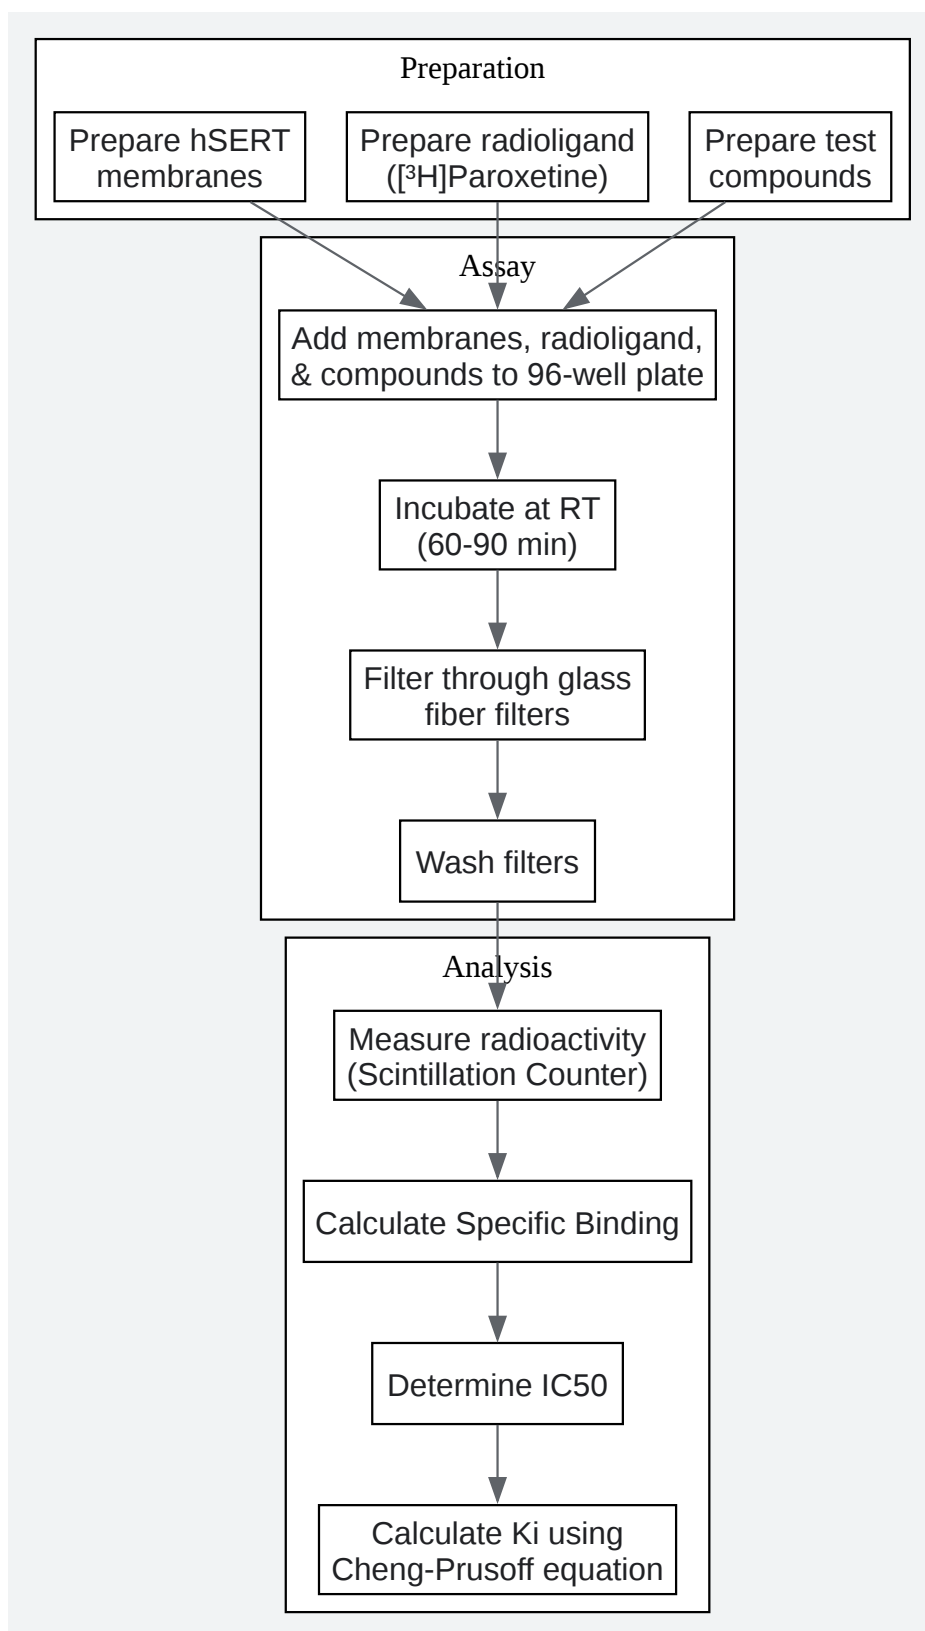 Preparation
Prepare hSERT
membranes
Prepare radioligand
([³H]Paroxetine)
Prepare test
compounds
Assay
Add membranes, radioligand,
& compounds to 96-well plate
Incubate at RT
(60-90 min)
Filter through glass
fiber filters
Wash filters
Analysis
Measure radioactivity
(Scintillation Counter)
Calculate Specific Binding
Determine IC50
Calculate Ki using
Cheng-Prusoff equation